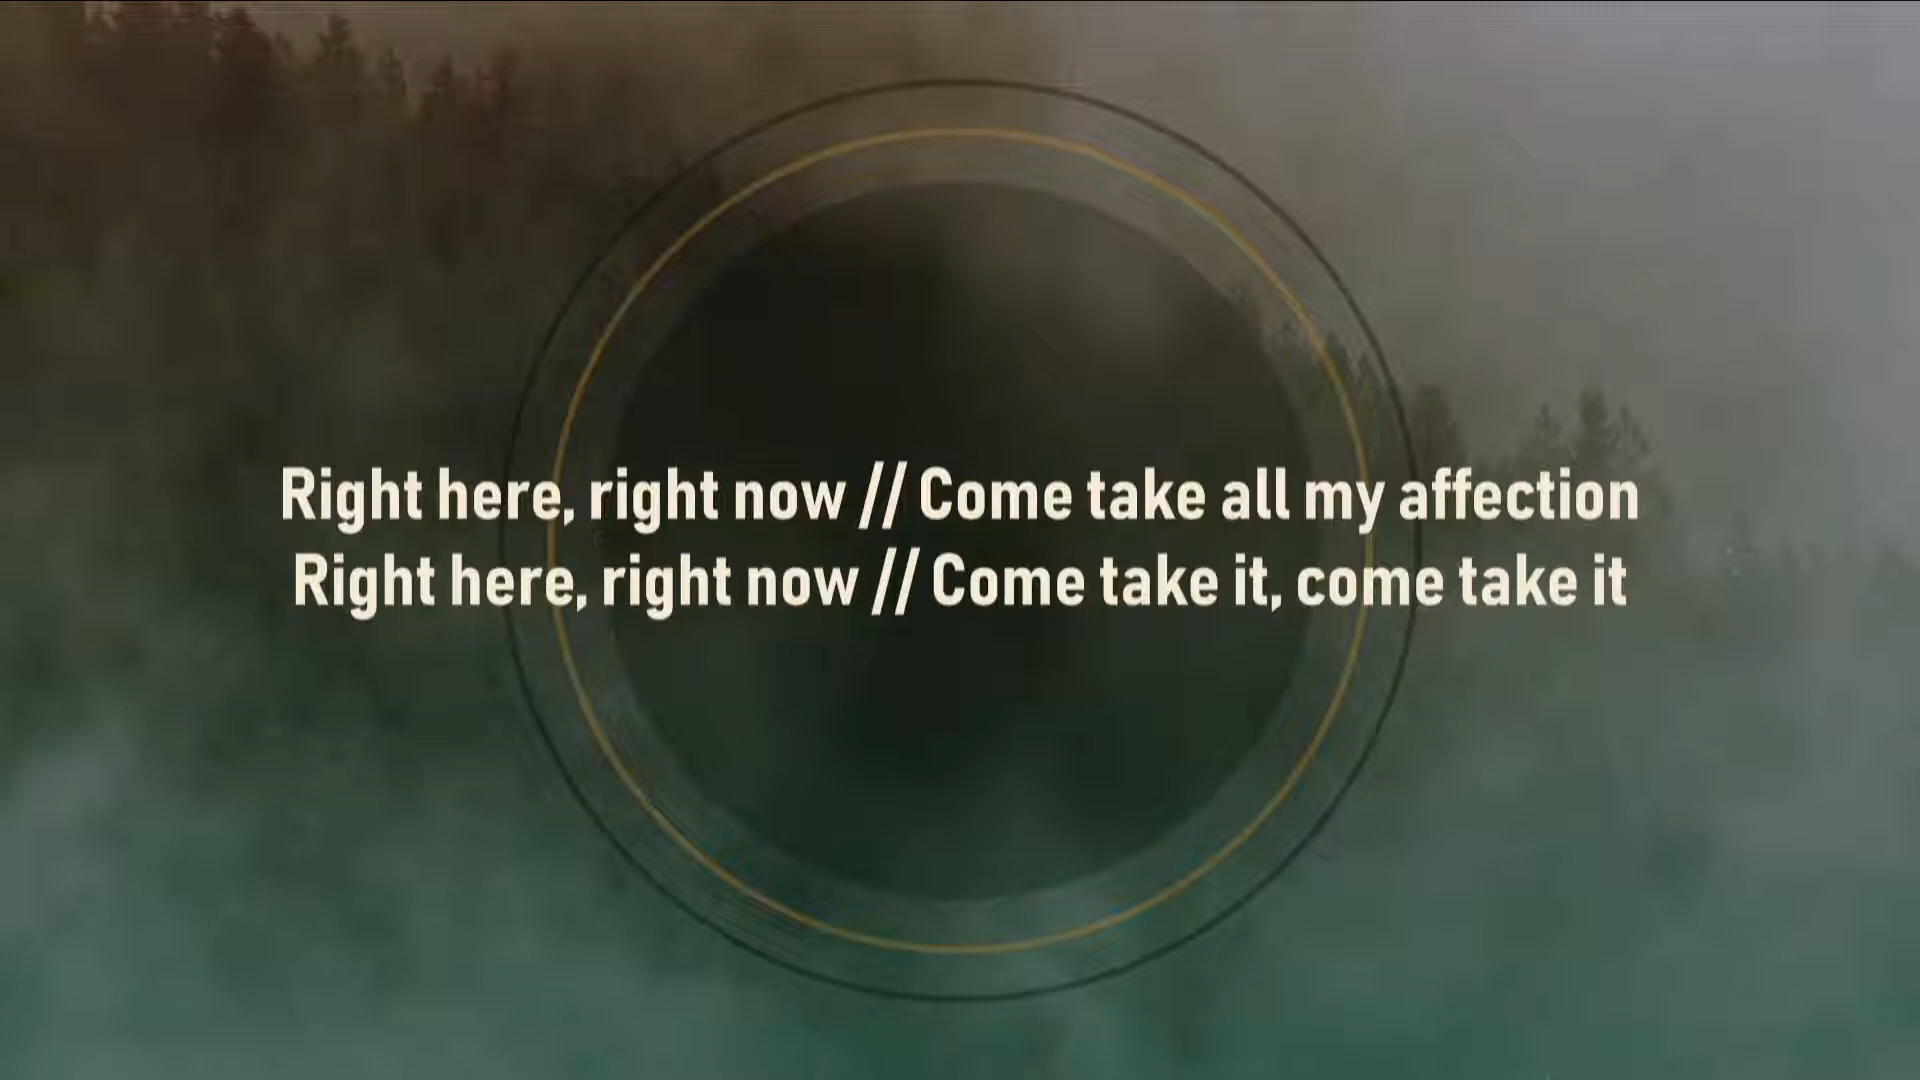 Right here, right now // Come take all my affection
Right here, right now // Come take it, come take it